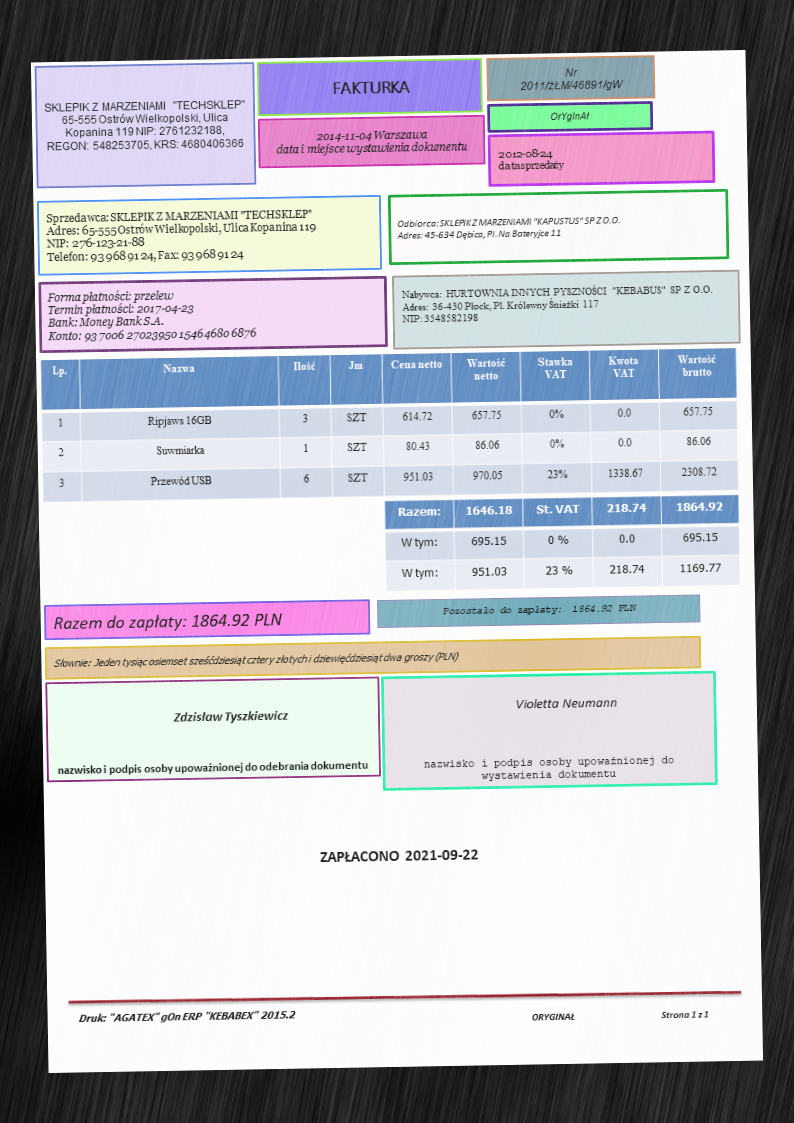 SKLEPIK Z MARZENIAMI "TECHSKLEP"
65-555 Ostrów Wielkopolski, Ulica
Kopanina 119 NIP: 2761232188,
REGON: 548253705, KRS: 4680406366
FAKTURKA
2014-11-04 Warszawa
data i miejsce wystawienia dokumentu
Nr
2011/żŁM/46891/gW
OrYgInAł
2012-08-24
datasprzedaży
Sprzedawca: SKLEPIK Z MARZENIAMI "TECHSKLEP"
Adres: 65-555 Ostrów Wielkopolski, Ulica Kopanina 119
NIP: 276-123-21-88
Telefon: 93 968 91 24, Fax: 93 968 91 24
Odbiorca: SKLEPIK Z MARZENIAMI "KAPUSTUS" SP Z O.O.
Adres: 45-634 Dębica, Pl. Na Bateryjce 11
Forma płatności: przelew
Termin płatności: 2017-04-23
Bank: Money Bank S.A.
Konto: 93 7006 2702 3950 1546 4680 6876
Nabywca: HURTOWNIA INNYCH PYSZNOŚCI "KEBABUS" SP Z O.O.
Adres: 36-430 Płock, Pl. Królewny Śnieżki 117
NIP: 3548582198
Lp. Nazwa Ilość Jm Cena netto Wartość netto Stawka VAT Kwota VAT Wartość brutto
1 Ripjaws 16GB 3 SZT 614.72 657.75 0% 0.0 657.75
2 Suwmiarka 1 SZT 80.43 86.06 0% 0.0 86.06
3 Przewód USB 6 SZT 951.03 970.05 23% 1338.67 2308.72
Razem: 1646.18 St. VAT 218.74 1864.92
W tym: 695.15 0 % 0.0 695.15
W tym: 951.03 23 % 218.74 1169.77
Razem do zapłaty: 1864.92 PLN
Pozostało do zapłaty: 1864.92 PLN
Słownie: Jeden tysiąc osiemset sześćdziesiąt cztery złotych i dziewięćdziesiąt dwa groszy (PLN)
Zdzisław Tyszkiewicz
nazwisko i podpis osoby upoważnionej do odebrania dokumentu
Violetta Neumann
nazwisko i podpis osoby upoważnionej do
wystawienia dokumentu
ZAPŁACONO 2021-09-22
Druk: "AGATEX" gOn ERP "KEBABEX" 2015.2
ORYGINAŁ
Strona 1 z 1